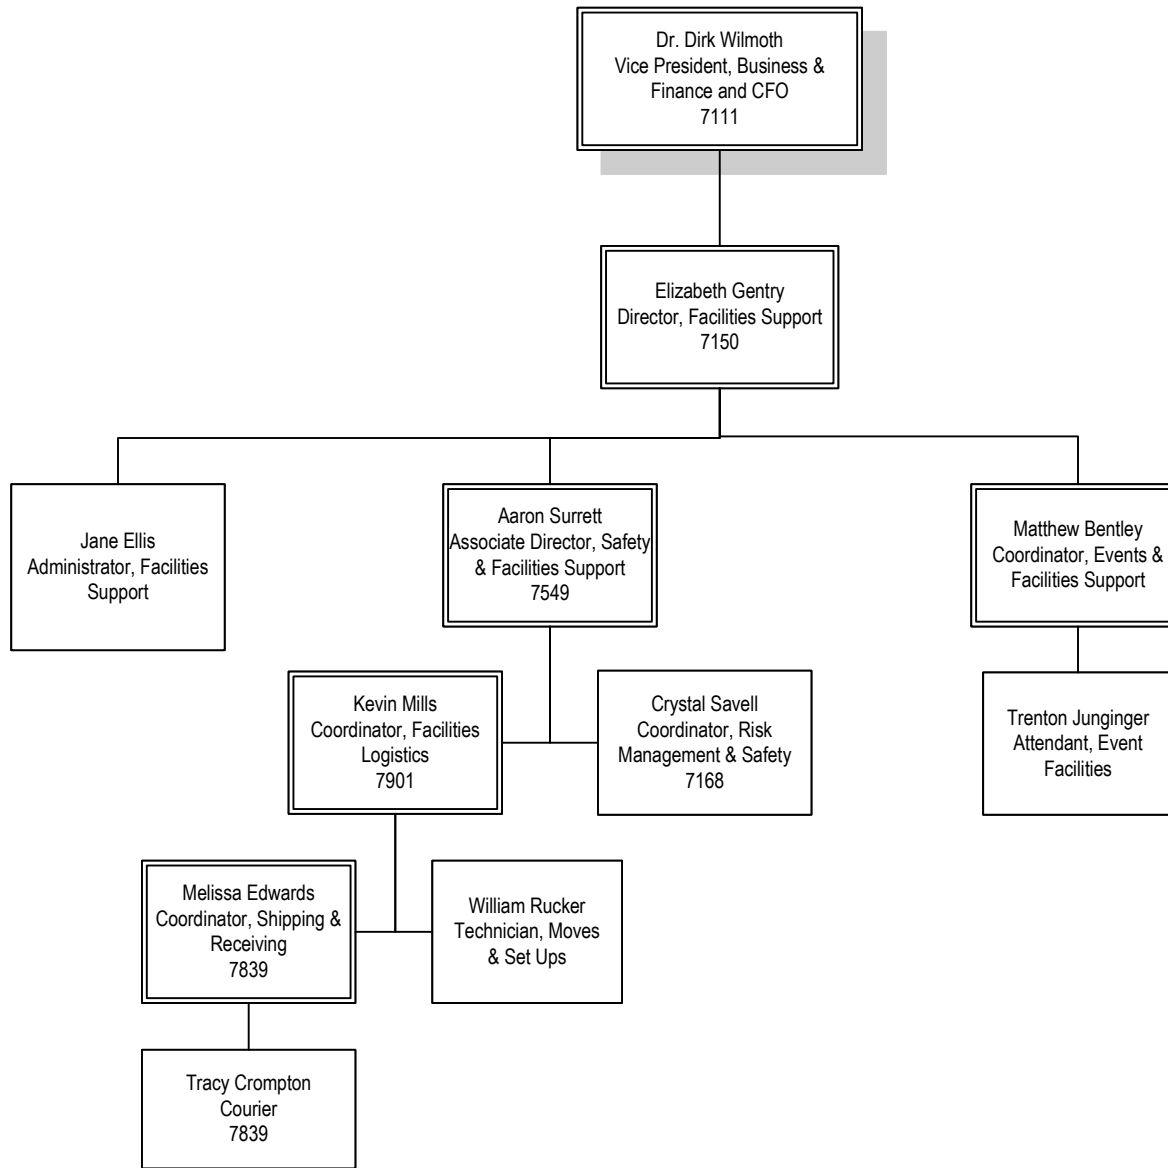 Dr. Dirk Wilmoth
Vice President, Business &
Finance and CFO
7111
Elizabeth Gentry
Director, Facilities Support
7150
Jane Ellis
Administrator, Facilities
Support
Aaron Surrett
Associate Director, Safety
& Facilities Support
7549
Matthew Bentley
Coordinator, Events &
Facilities Support
Kevin Mills
Coordinator, Facilities
Logistics
7901
Crystal Savell
Coordinator, Risk
Management & Safety
7168
Trenton Junginger
Attendant, Event
Facilities
Melissa Edwards
Coordinator, Shipping &
Receiving
7839
William Rucker
Technician, Moves
& Set Ups
Tracy Crompton
Courier
7839